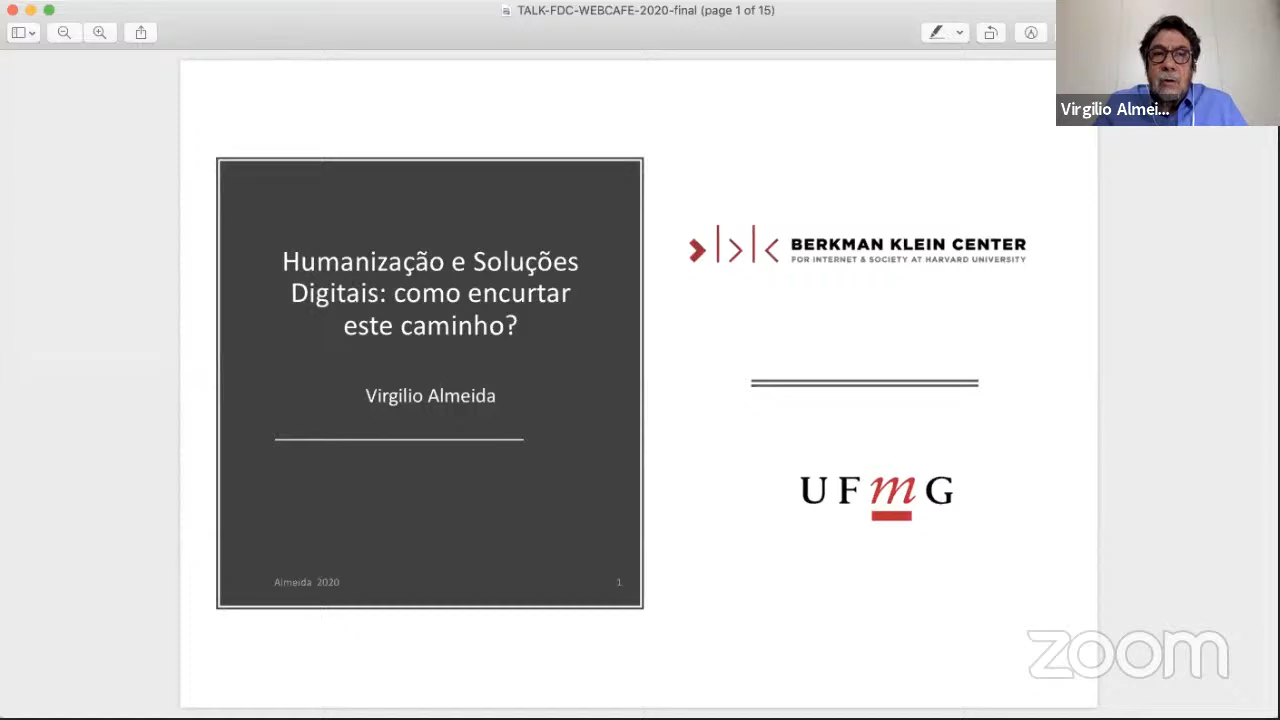 TALK-FDC-WEBCAFE-2020-final (page 1 of 15)
Virgilio Almei...
Humanização e Soluções
Digitais: como encurtar
este caminho?
Virgilio Almeida
Almeida 2020
1
BERKMAN KLEIN CENTER
FOR INTERNET & SOCIETY AT HARVARD UNIVERSITY
UFmG
zoom